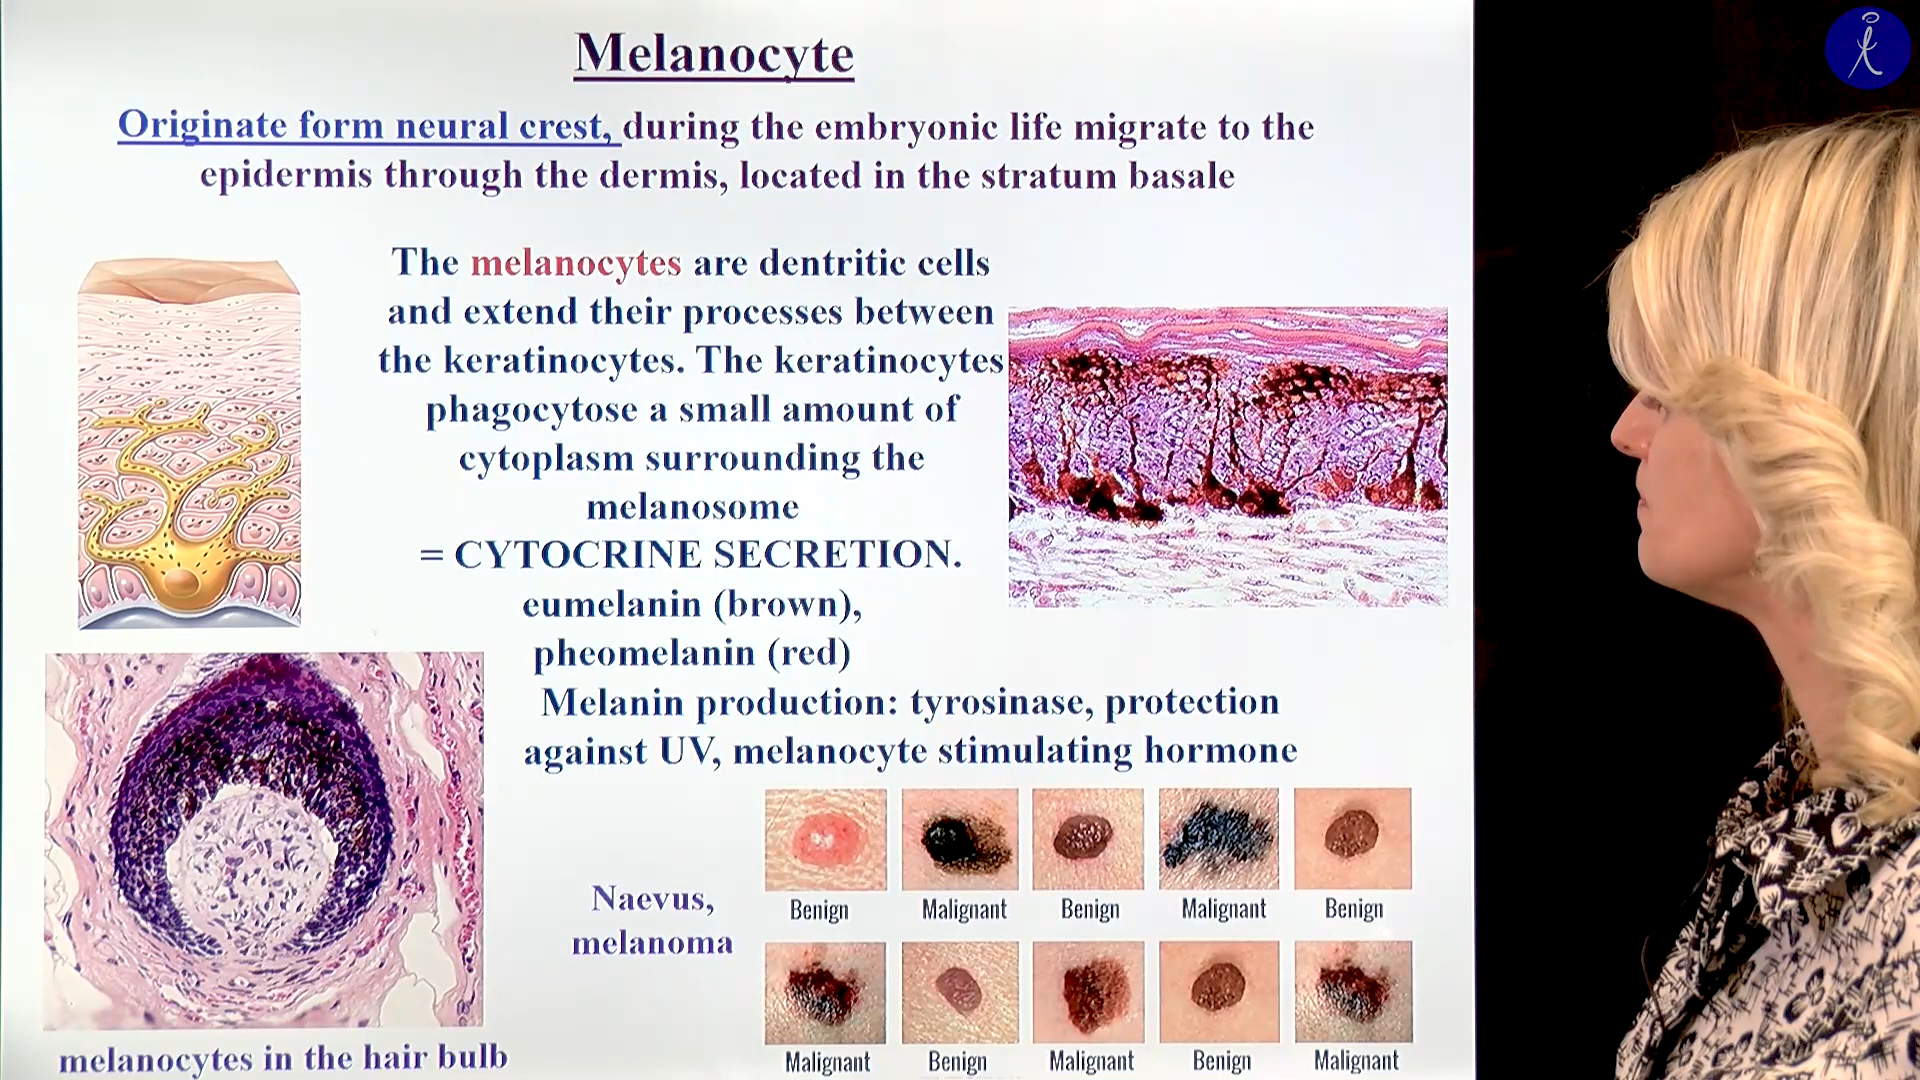 Melanocyte
Originate form neural crest, during the embryonic life migrate to the
epidermis through the dermis, located in the stratum basale
The melanocytes are dentritic cells
and extend their processes between
the keratinocytes. The keratinocytes
phagocytose a small amount of
cytoplasm surrounding the
melanosome
= CYTOCRINE SECRETION.
eumelanin (brown),
pheomelanin (red)
Melanin production: tyrosinase, protection
against UV, melanocyte stimulating hormone
Naevus,
melanoma
Benign Malignant Benign Malignant Benign
Malignant Benign Malignant Benign Malignant
melanocytes in the hair bulb